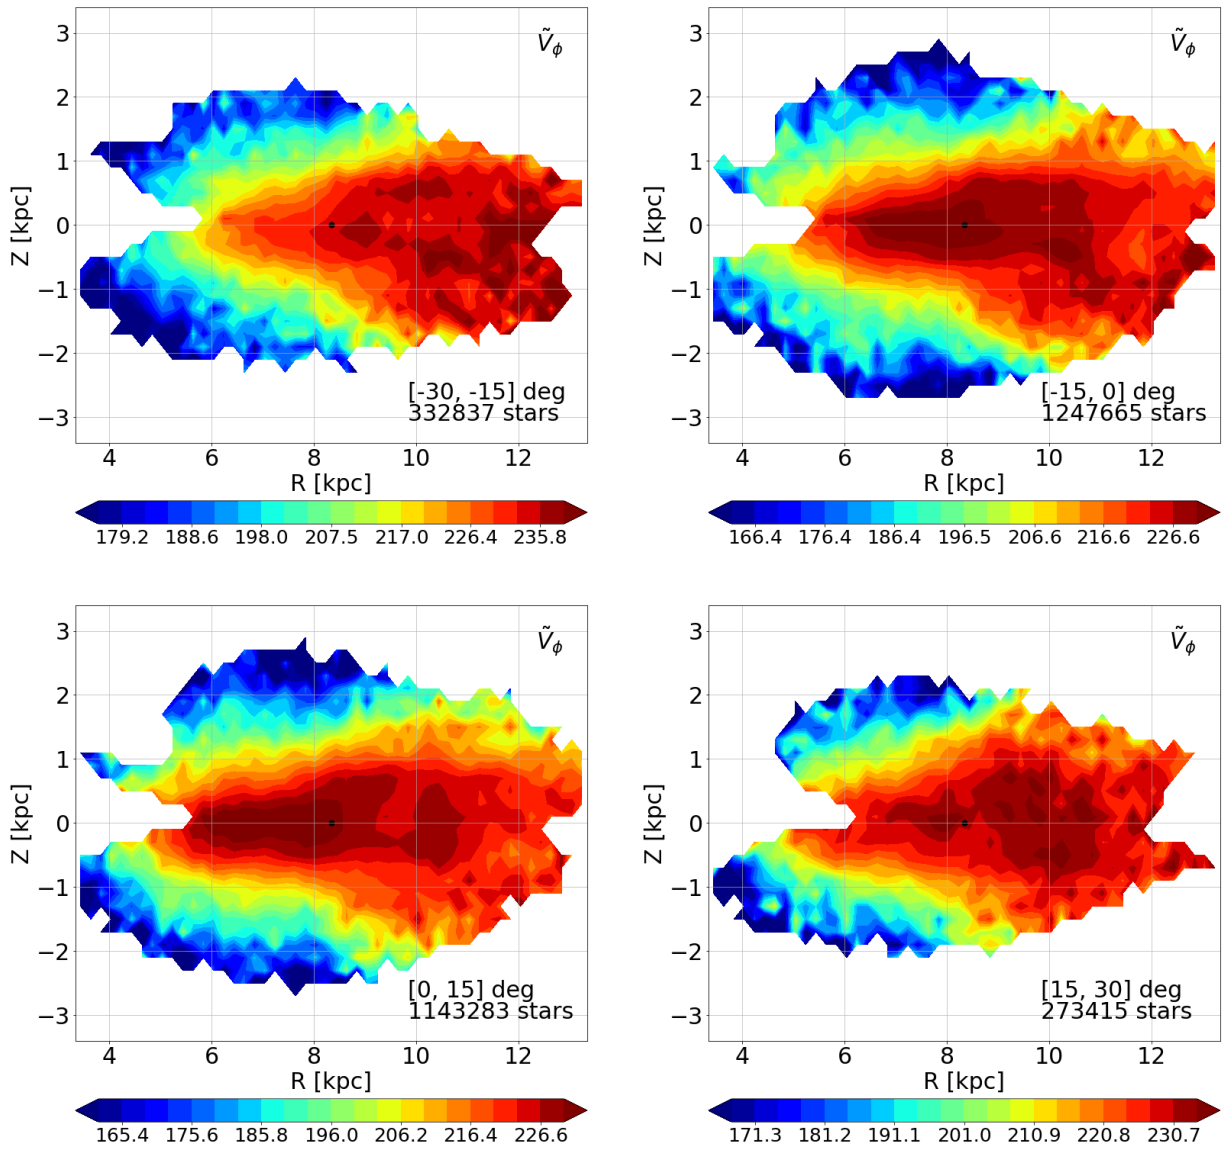 3
2
1
0
−1
−2
−3
Z [kpc]
Ṽϕ
[-30, -15] deg
332837 stars
4 6 8 10 12
R [kpc]
179.2 188.6 198.0 207.5 217.0 226.4 235.8
3
2
1
0
−1
−2
−3
Z [kpc]
Ṽϕ
[-15, 0] deg
1247665 stars
4 6 8 10 12
R [kpc]
166.4 176.4 186.4 196.5 206.6 216.6 226.6
3
2
1
0
−1
−2
−3
Z [kpc]
Ṽϕ
[0, 15] deg
1143283 stars
4 6 8 10 12
R [kpc]
165.4 175.6 185.8 196.0 206.2 216.4 226.6
3
2
1
0
−1
−2
−3
Z [kpc]
Ṽϕ
[15, 30] deg
273415 stars
4 6 8 10 12
R [kpc]
171.3 181.2 191.1 201.0 210.9 220.8 230.7